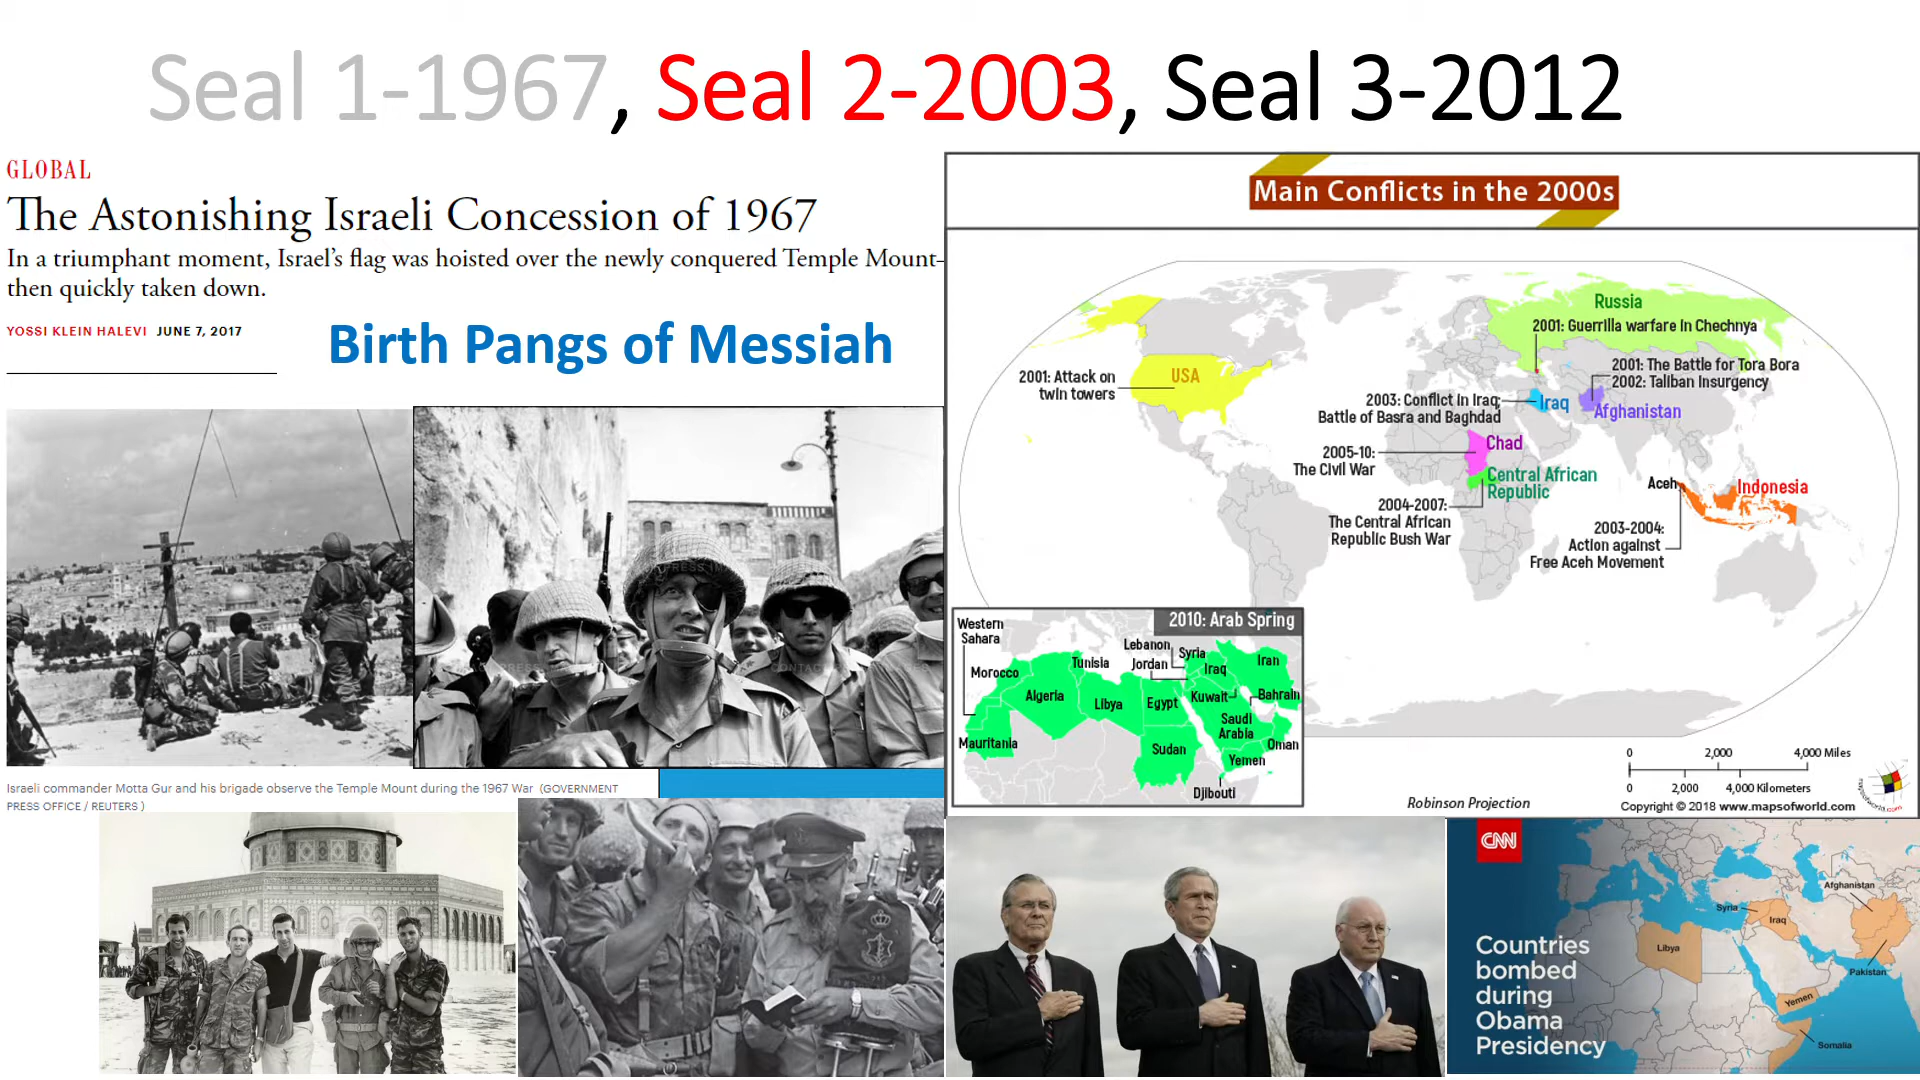 Seal 1-1967, Seal 2-2003, Seal 3-2012
GLOBAL
The Astonishing Israeli Concession of 1967
In a triumphant moment, Israel's flag was hoisted over the newly conquered Temple Mount–
then quickly taken down.
YOSSI KLEIN HALEVI JUNE 7, 2017
Birth Pangs of Messiah
Israeli commander Motta Gur and his brigade observe the Temple Mount during the 1967 War (GOVERNMENT
PRESS OFFICE / REUTERS )
Main Conflicts in the 2000s
Russia
2001: Guerrilla warfare in Chechnya
2001: The Battle for Tora Bora
2002: Taliban Insurgency
USA
2001: Attack on
twin towers
2003: Conflict in Iraq;
Battle of Basra and Baghdad
Iraq
Afghanistan
Chad
2005-10:
The Civil War
Central African
Republic
2004-2007:
The Central African
Republic Bush War
Aceh
Indonesia
2003-2004:
Action against
Free Aceh Movement
2010: Arab Spring
Western
Sahara
Morocco
Tunisia
Lebanon
Jordan
Syria
Iraq
Iran
Algeria
Libya
Egypt
Kuwait
Bahrain
Saudi
Arabia
Mauritania
Sudan
Oman
Yemen
Djibouti
0 2,000 4,000 Miles
0 2,000 4,000 Kilometers
Robinson Projection
Copyright © 2018 www.mapsofworld.com
CNN
Countries
bombed
during
Obama
Presidency
Afghanistan
Syria
Iraq
Libya
Pakistan
Yemen
Somalia